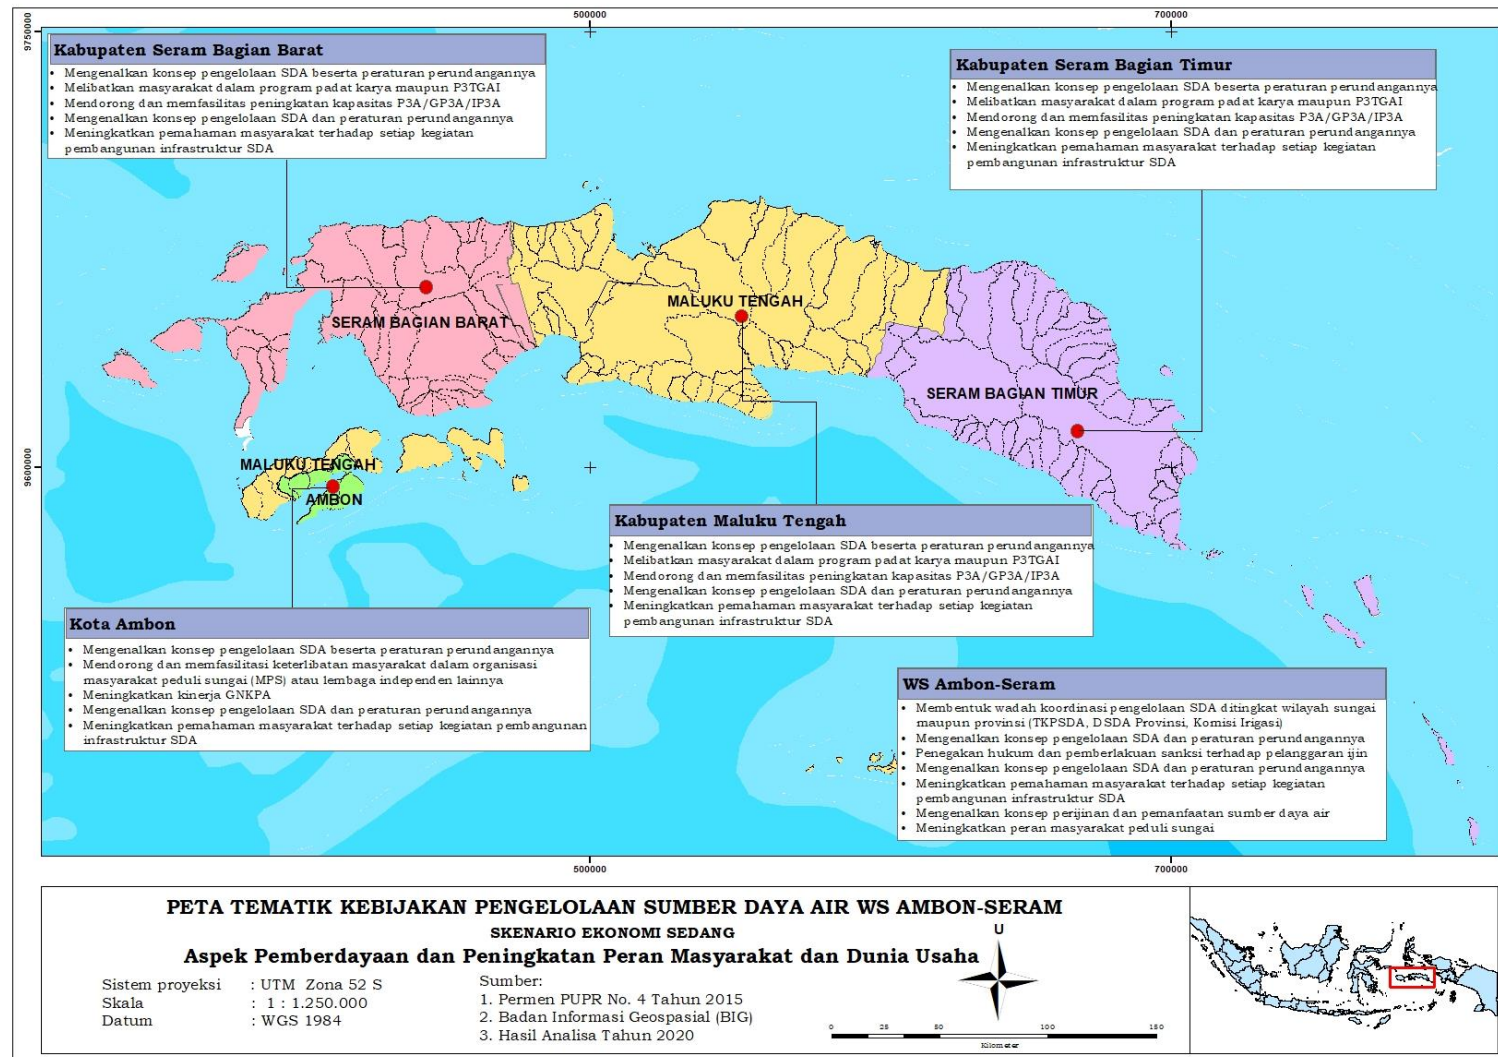 500000
700000
9750000
Kabupaten Seram Bagian Barat
• Mengenalkan konsep pengelolaan SDA beserta peraturan perundangannya
• Melibatkan masyarakat dalam program padat karya maupun P3TGAI
• Mendorong dan memfasilitas peningkatan kapasitas P3A/GP3A/IP3A
• Mengenalkan konsep pengelolaan SDA dan peraturan perundangannya
• Meningkatkan pemahaman masyarakat terhadap setiap kegiatan
pembangunan infrastruktur SDA
Kabupaten Seram Bagian Timur
• Mengenalkan konsep pengelolaan SDA beserta peraturan perundangannya
• Melibatkan masyarakat dalam program padat karya maupun P3TGAI
• Mendorong dan memfasilitas peningkatan kapasitas P3A/GP3A/IP3A
• Mengenalkan konsep pengelolaan SDA dan peraturan perundangannya
• Meningkatkan pemahaman masyarakat terhadap setiap kegiatan
pembangunan infrastruktur SDA
MALUKU TENGAH
SERAM BAGIAN BARAT
SERAM BAGIAN TIMUR
9600000
MALUKU TENGAH
AMBON
Kabupaten Maluku Tengah
• Mengenalkan konsep pengelolaan SDA beserta peraturan perundangannya
• Melibatkan masyarakat dalam program padat karya maupun P3TGAI
• Mendorong dan memfasilitas peningkatan kapasitas P3A/GP3A/IP3A
• Mengenalkan konsep pengelolaan SDA dan peraturan perundangannya
• Meningkatkan pemahaman masyarakat terhadap setiap kegiatan
pembangunan infrastruktur SDA
Kota Ambon
• Mengenalkan konsep pengelolaan SDA beserta peraturan perundangannya
• Mendorong dan memfasilitasi keterlibatan masyarakat dalam organisasi
masyarakat peduli sungai (MPS) atau lembaga independen lainnya
• Meningkatkan kinerja GNKPA
• Mengenalkan konsep pengelolaan SDA dan peraturan perundangannya
• Meningkatkan pemahaman masyarakat terhadap setiap kegiatan pembangunan
infrastruktur SDA
WS Ambon-Seram
• Membentuk wadah koordinasi pengelolaan SDA ditingkat wilayah sungai
maupun provinsi (TKPSDA, DSDA Provinsi, Komisi Irigasi)
• Mengenalkan konsep pengelolaan SDA dan peraturan perundangannya
• Penegakan hukum dan pemberlakuan sanksi terhadap pelanggaran ijin
• Mengenalkan konsep pengelolaan SDA dan peraturan perundangannya
• Meningkatkan pemahaman masyarakat terhadap setiap kegiatan
pembangunan infrastruktur SDA
• Mengenalkan konsep perijinan dan pemanfaatan sumber daya air
• Meningkatkan peran masyarakat peduli sungai
500000
700000
PETA TEMATIK KEBIJAKAN PENGELOLAAN SUMBER DAYA AIR WS AMBON-SERAM
SKENARIO EKONOMI SEDANG
Aspek Pemberdayaan dan Peningkatan Peran Masyarakat dan Dunia Usaha
Sistem proyeksi : UTM Zona 52 S
Skala : 1 : 1.250.000
Datum : WGS 1984
Sumber:
1. Permen PUPR No. 4 Tahun 2015
2. Badan Informasi Geospasial (BIG)
3. Hasil Analisa Tahun 2020
U
0 25 50 100 150
Kilometer